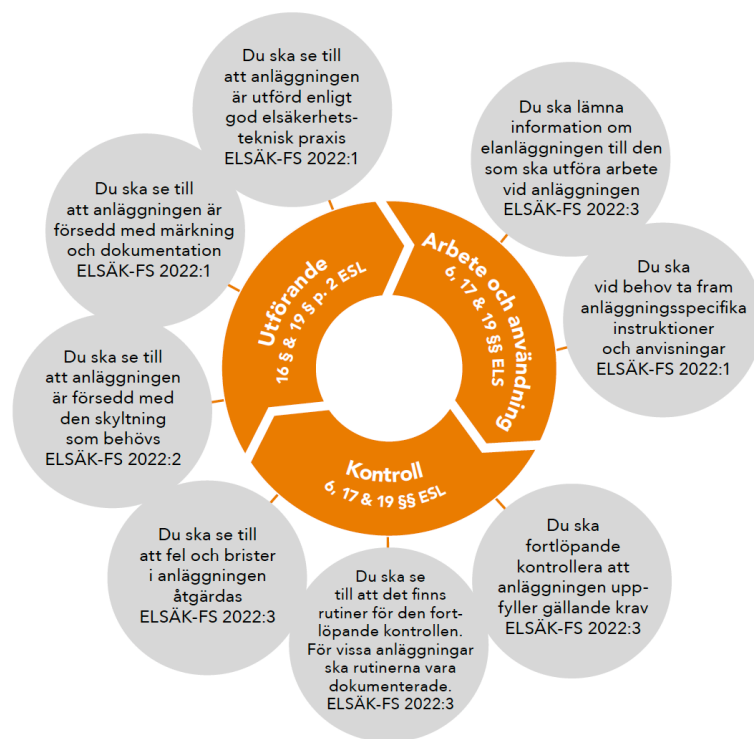 Du ska se till
att anläggningen
är utförd enligt
god elsäkerhets-
teknisk praxis
ELSÄK-FS 2022:1
Du ska lämna
information om
elanläggningen till den
som ska utföra arbete
vid anläggningen
ELSÄK-FS 2022:3
Du ska se till
att anläggningen är
försedd med märkning
och dokumentation
ELSÄK-FS 2022:1
Du ska
vid behov ta fram
anläggningsspecifika
instruktioner
och anvisningar
ELSÄK-FS 2022:1
Utförande
16 § & 19 § p. 2 ESL
Arbete och användning
6, 17 & 19 §§ ELS
Kontroll
6, 17 & 19 §§ ESL
Du ska se till
att anläggningen
är försedd med
den skyltning
som behövs
ELSÄK-FS 2022:2
Du ska se till
att fel och brister
i anläggningen
åtgärdas
ELSÄK-FS 2022:3
Du ska se
till att det finns
rutiner för den fort-
löpande kontrollen.
För vissa anläggningar
ska rutinerna vara
dokumenterade.
ELSÄK-FS 2022:3
Du ska
fortlöpande
kontrollera att
anläggningen upp-
fyller gällande krav
ELSÄK-FS 2022:3